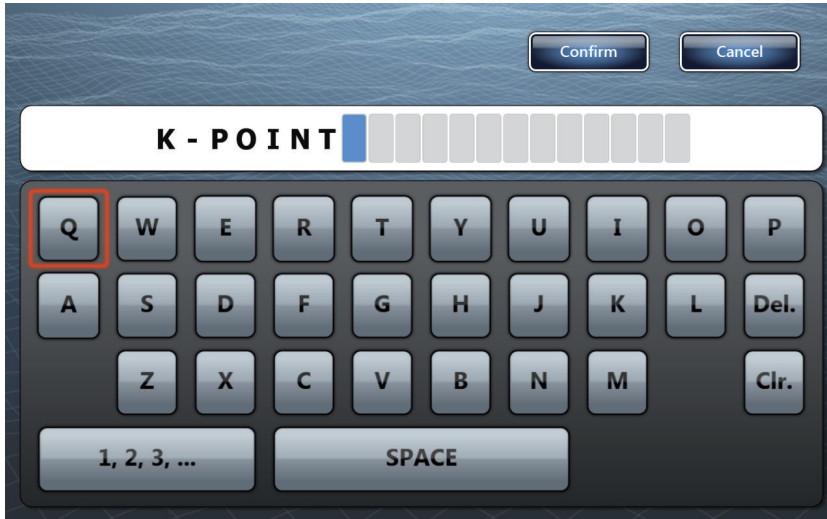 Confirm Cancel
K-POINT
Q W E R T Y U I O P
A S D F G H J K L Del.
Z X C V B N M Clr.
1, 2, 3, ... SPACE